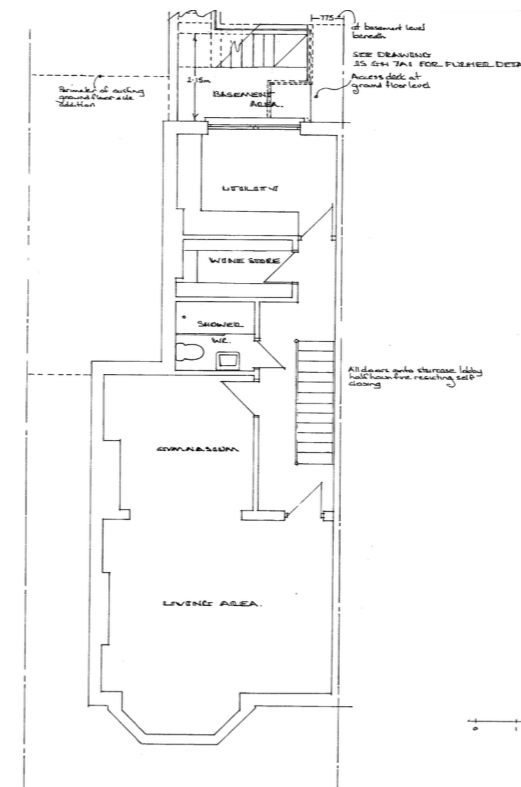 775
at basement level
beneath
SEE DRAWING
35 GTH 7A1 FOR FURHER DETA
Access deck at
ground floor level
2.15m
BASEMENT
AREA.
Perimeter of existing
ground floor side
addition
UTILITY
WINE STORE
SHOWER
WC.
All doors onto staircase lobby
half hour fire resisting self
closing
GYMNASIUM
LIVING AREA.
0 1